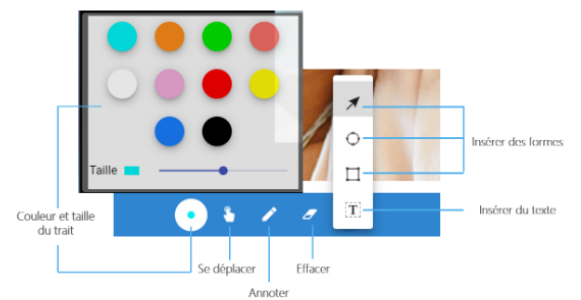 Taille
Insérer des formes
T
Insérer du texte
Couleur et taille
du trait
Se déplacer
Effacer
Annoter